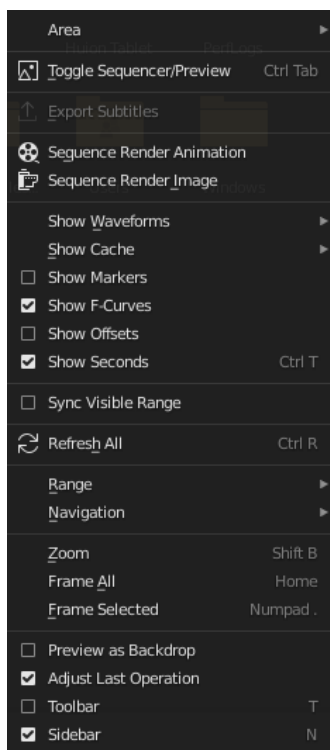 Area
Toggle Sequencer/Preview Ctrl Tab
Export Subtitles
Sequence Render Animation
Sequence Render Image
Show Waveforms
Show Cache
Show Markers
Show F-Curves
Show Offsets
Show Seconds Ctrl T
Sync Visible Range
Refresh All Ctrl R
Range
Navigation
Zoom Shift B
Frame All Home
Frame Selected Numpad .
Preview as Backdrop
Adjust Last Operation
Toolbar T
Sidebar N